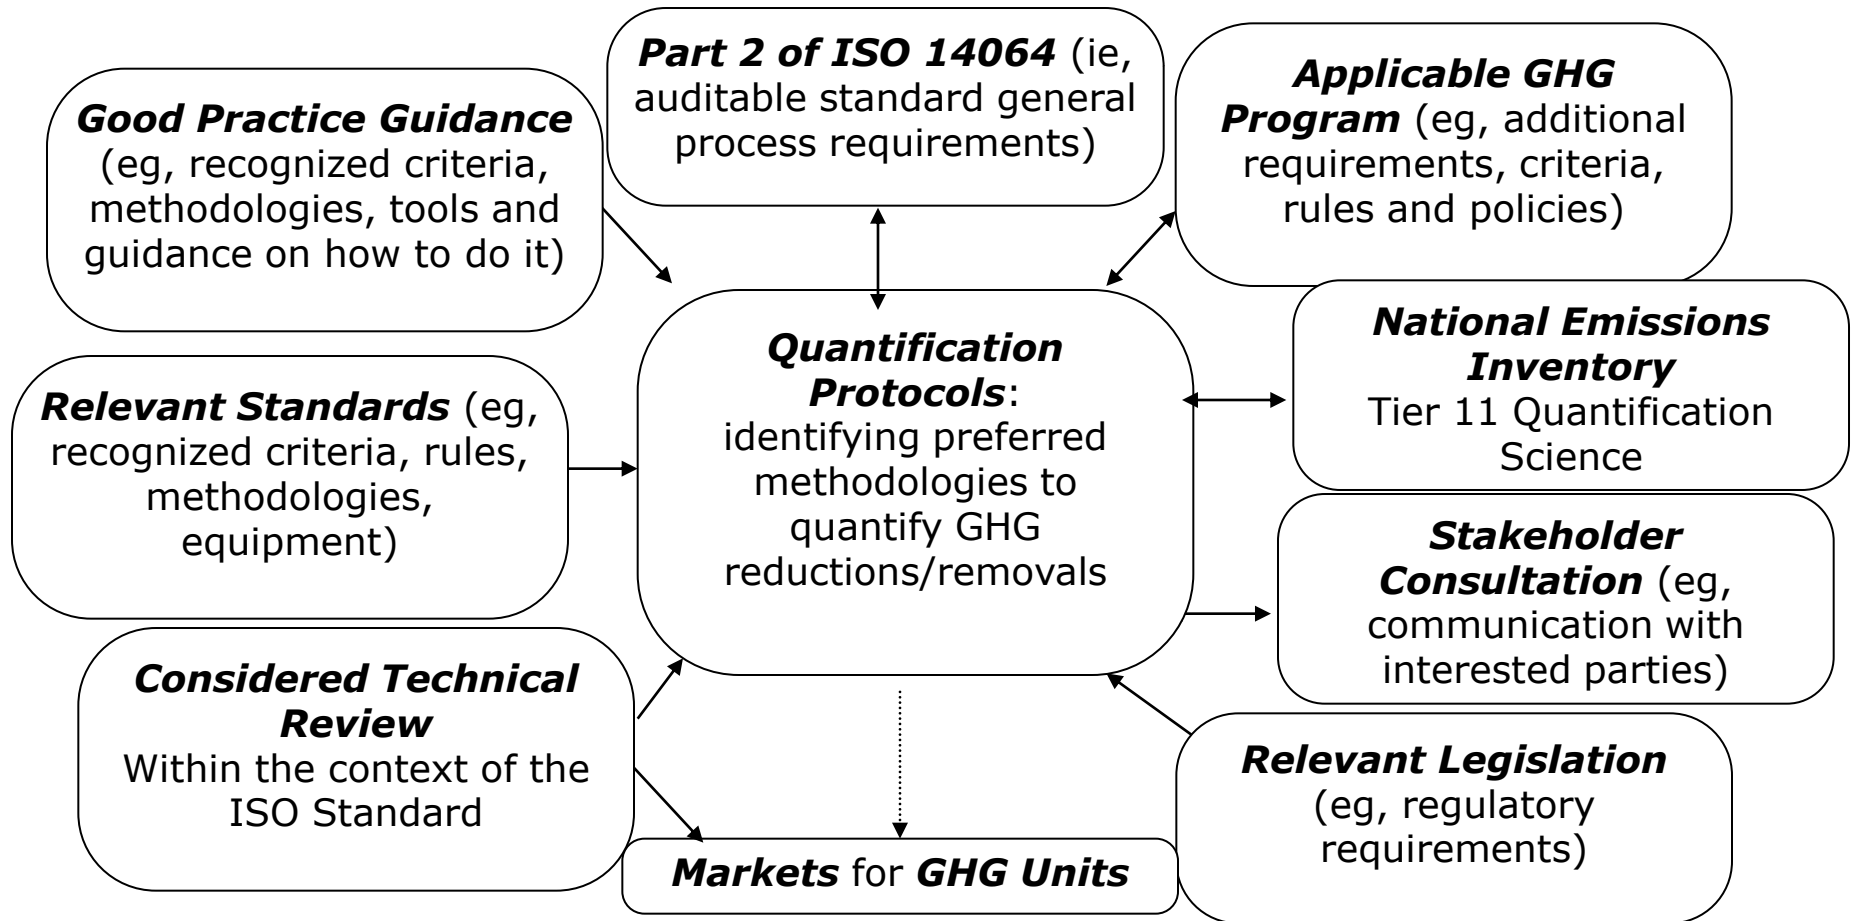 Part 2 of ISO 14064 (ie,
auditable standard general
process requirements)
Applicable GHG
Program (eg, additional
requirements, criteria,
rules and policies)
Good Practice Guidance
(eg, recognized criteria,
methodologies, tools and
guidance on how to do it)
National Emissions
Inventory
Tier 11 Quantification
Science
Quantification
Protocols:
identifying preferred
methodologies to
quantify GHG
reductions/removals
Relevant Standards (eg,
recognized criteria, rules,
methodologies,
equipment)
Stakeholder
Consultation (eg,
communication with
interested parties)
Considered Technical
Review
Within the context of the
ISO Standard
Relevant Legislation
(eg, regulatory
requirements)
Markets for GHG Units